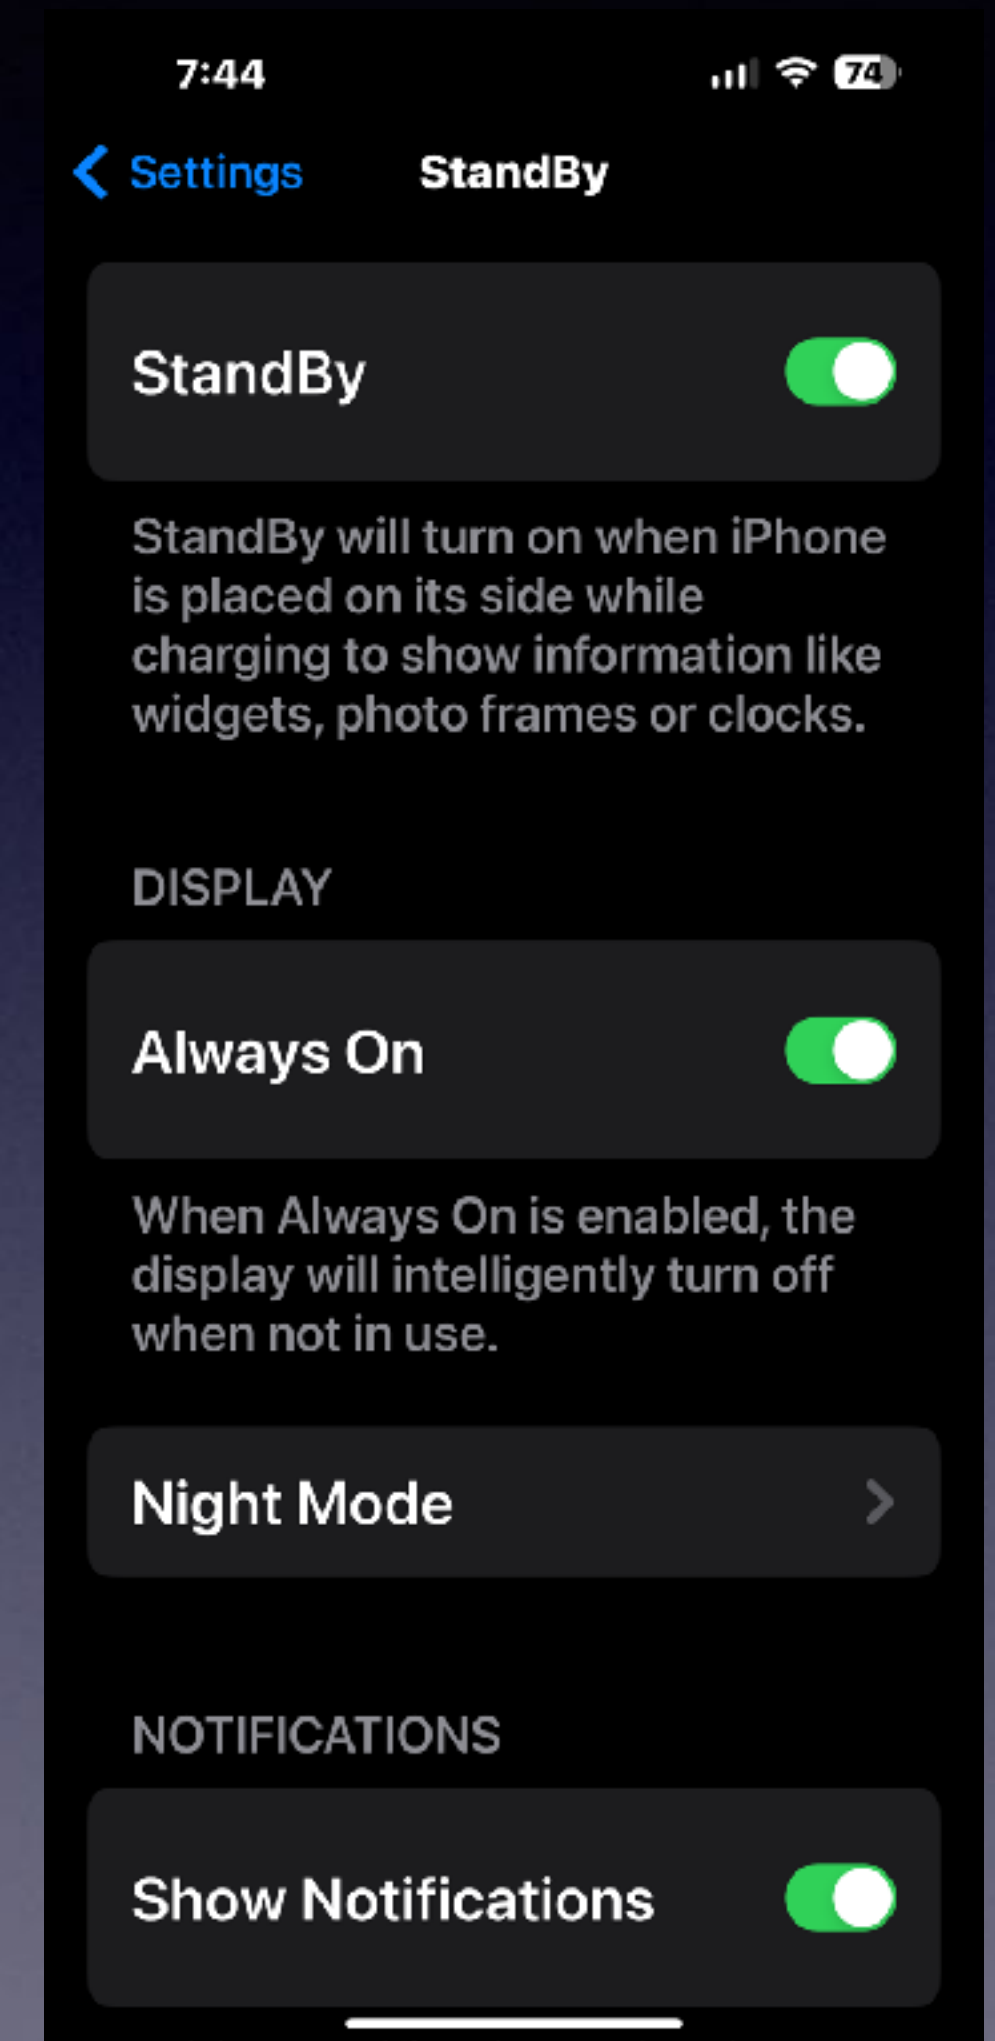 7:44 74
Settings StandBy
StandBy
StandBy will turn on when iPhone
is placed on its side while
charging to show information like
widgets, photo frames or clocks.
DISPLAY
Always On
When Always On is enabled, the
display will intelligently turn off
when not in use.
Night Mode
NOTIFICATIONS
Show Notifications